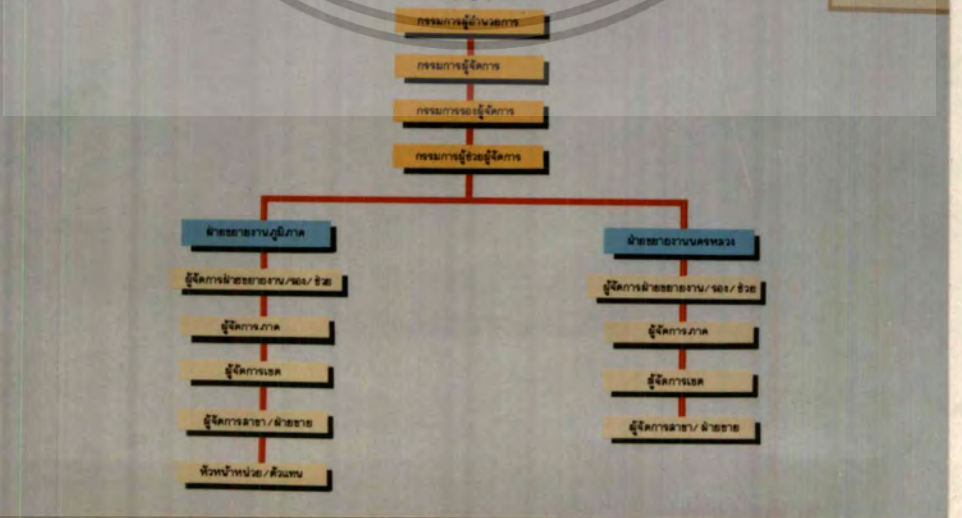 กรรมการผู้อำนวยการ
กรรมการผู้จัดการ
กรรมการรองผู้จัดการ
กรรมการผู้ช่วยผู้จัดการ
ฝ่ายขยายงานภูมิภาค
ผู้จัดการฝ่ายขยายงาน/รอง/ช่วย
ผู้จัดการภาค
ผู้จัดการเขต
ผู้จัดการสาขา/ฝ่ายขาย
หัวหน้าหน่วย/ตัวแทน
ฝ่ายขยายงานนครหลวง
ผู้จัดการฝ่ายขยายงาน/รอง/ช่วย
ผู้จัดการภาค
ผู้จัดการเขต
ผู้จัดการสาขา/ฝ่ายขาย